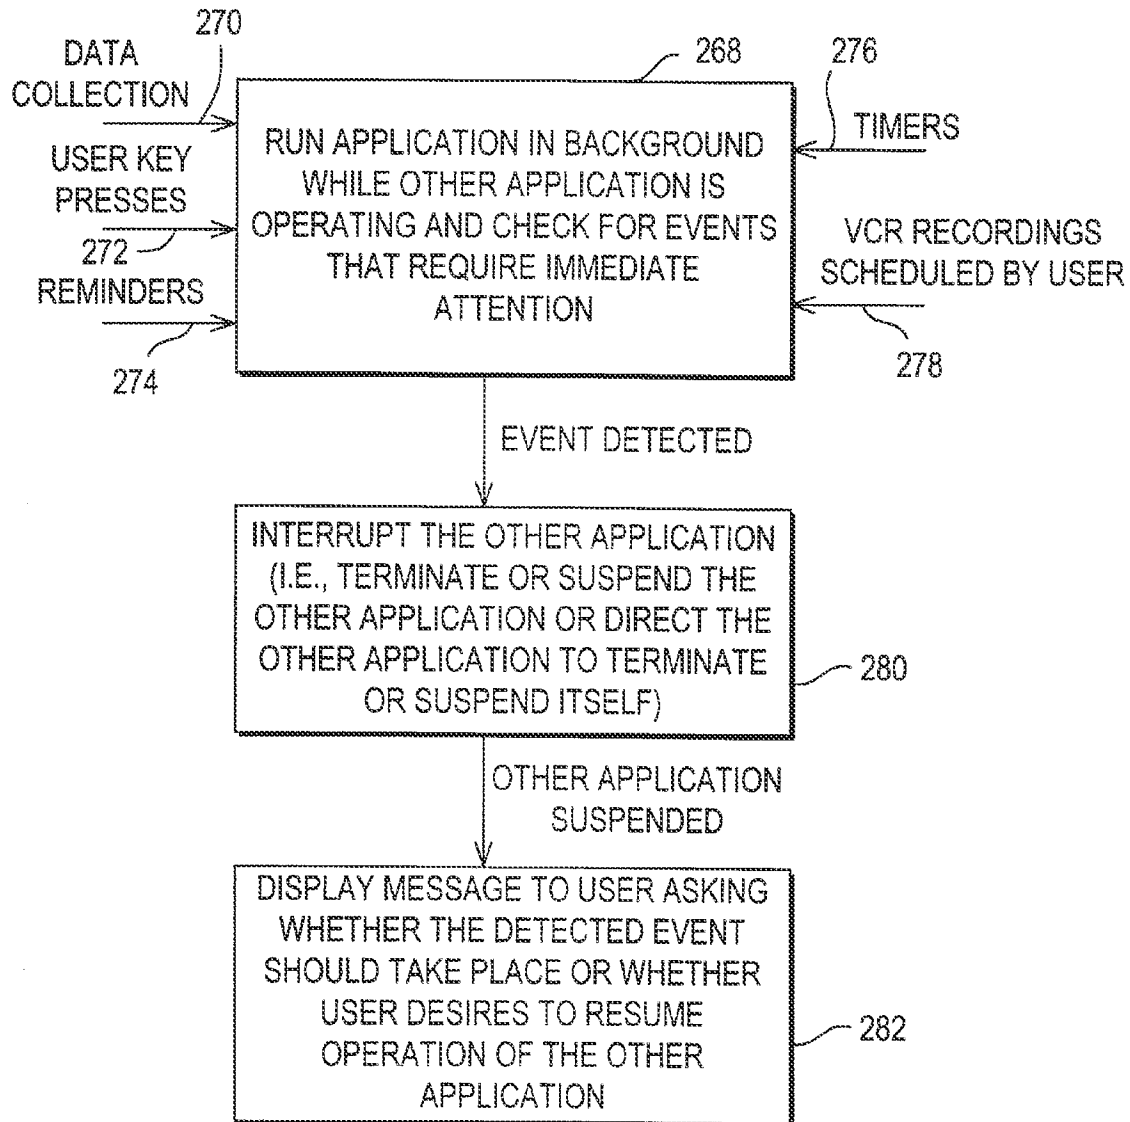 270
DATA
COLLECTION
USER KEY
PRESSES
272
REMINDERS
274
268
RUN APPLICATION IN BACKGROUND
WHILE OTHER APPLICATION IS
OPERATING AND CHECK FOR EVENTS
THAT REQUIRE IMMEDIATE
ATTENTION
276
TIMERS
VCR RECORDINGS
SCHEDULED BY USER
278
EVENT DETECTED
INTERRUPT THE OTHER APPLICATION
(I.E., TERMINATE OR SUSPEND THE
OTHER APPLICATION OR DIRECT THE
OTHER APPLICATION TO TERMINATE
OR SUSPEND ITSELF)
280
OTHER APPLICATION
SUSPENDED
DISPLAY MESSAGE TO USER ASKING
WHETHER THE DETECTED EVENT
SHOULD TAKE PLACE OR WHETHER
USER DESIRES TO RESUME
OPERATION OF THE OTHER
APPLICATION
282